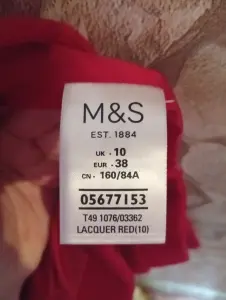 M&S
EST. 1884
UK · 10
EUR · 38
CN · 160/84A
05677153
T49 1076/03362
LACQUER RED(10)